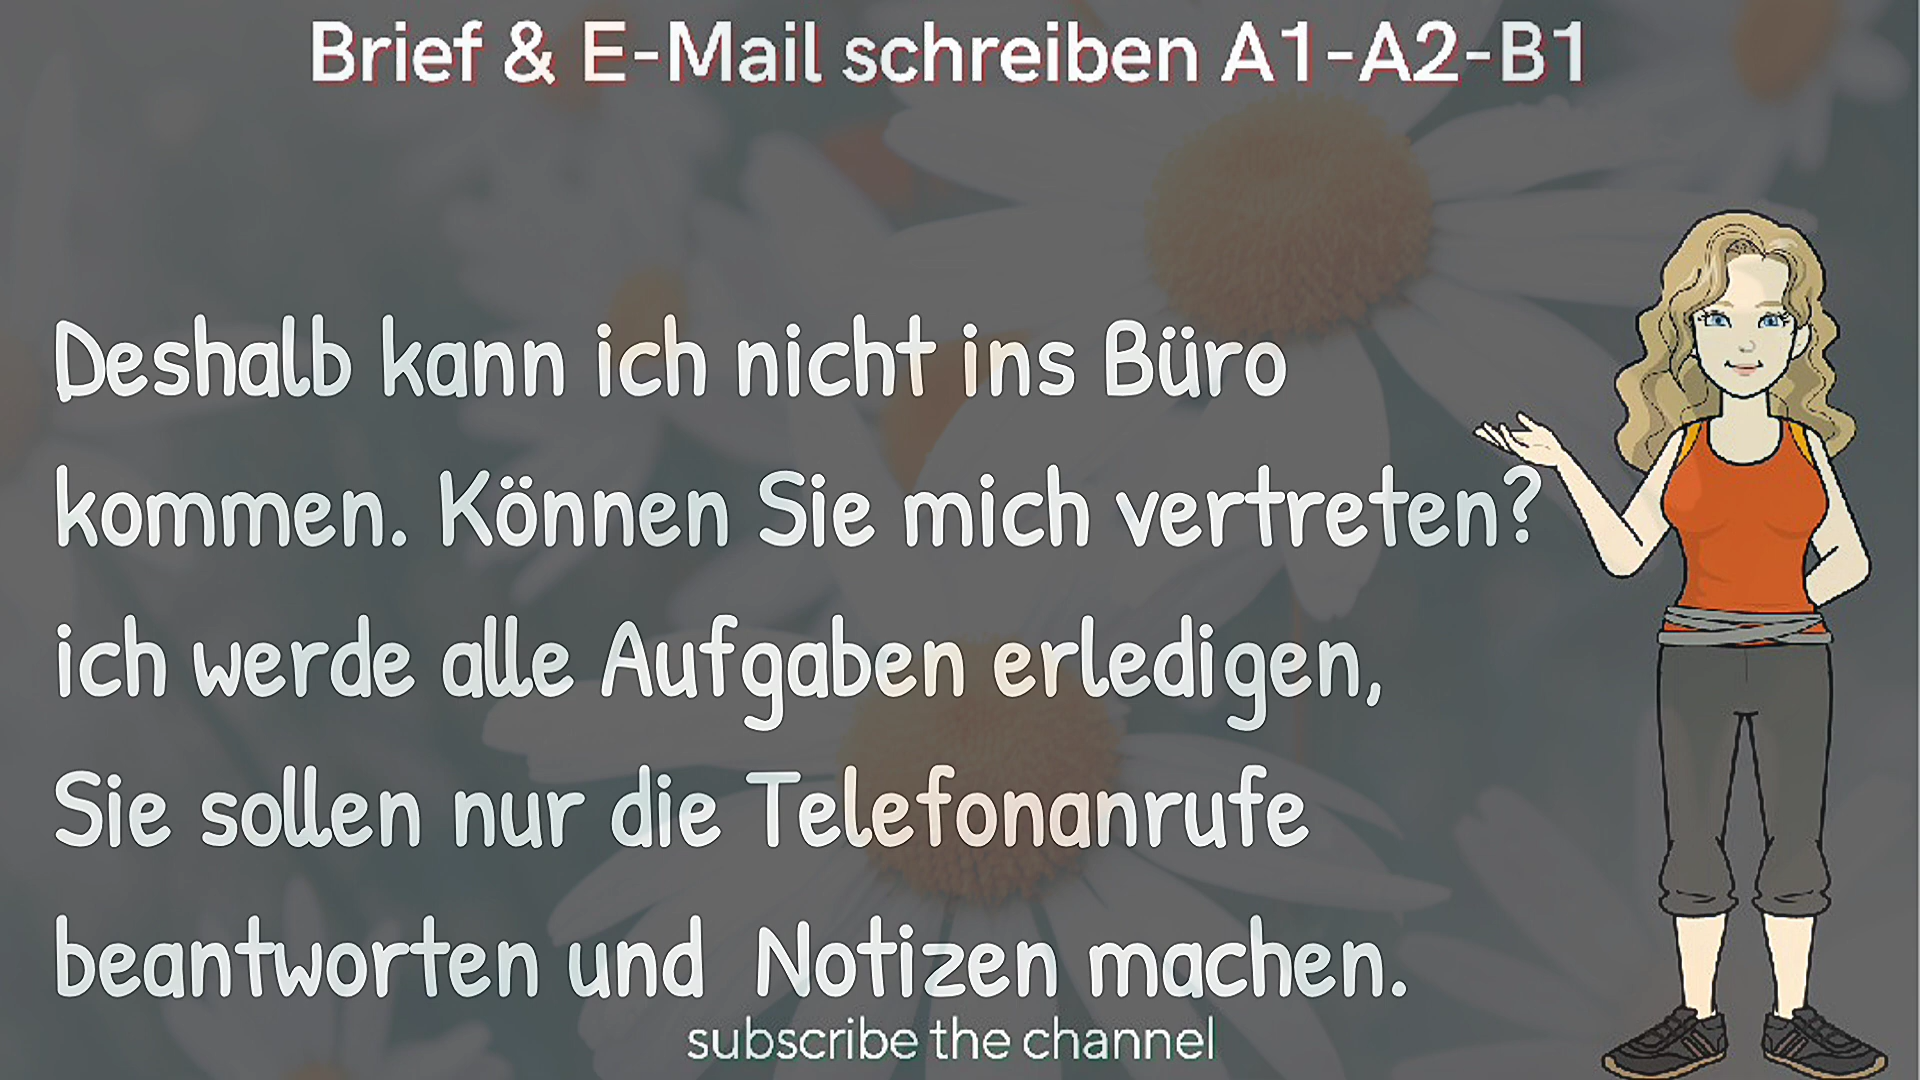 Brief & E-Mail schreiben A1-A2-B1
Deshalb kann ich nicht ins Büro
kommen. Können Sie mich vertreten?
ich werde alle Aufgaben erledigen,
Sie sollen nur die Telefonanrufe
beantworten und Notizen machen.
subscribe the channel